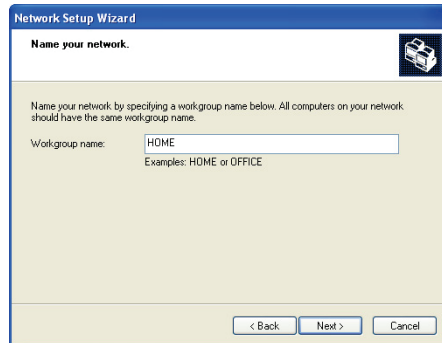 Network Setup Wizard
Name your network.
Name your network by specifying a workgroup name below. All computers on your network
should have the same workgroup name.
Workgroup name: HOME
Examples: HOME or OFFICE
< Back Next > Cancel